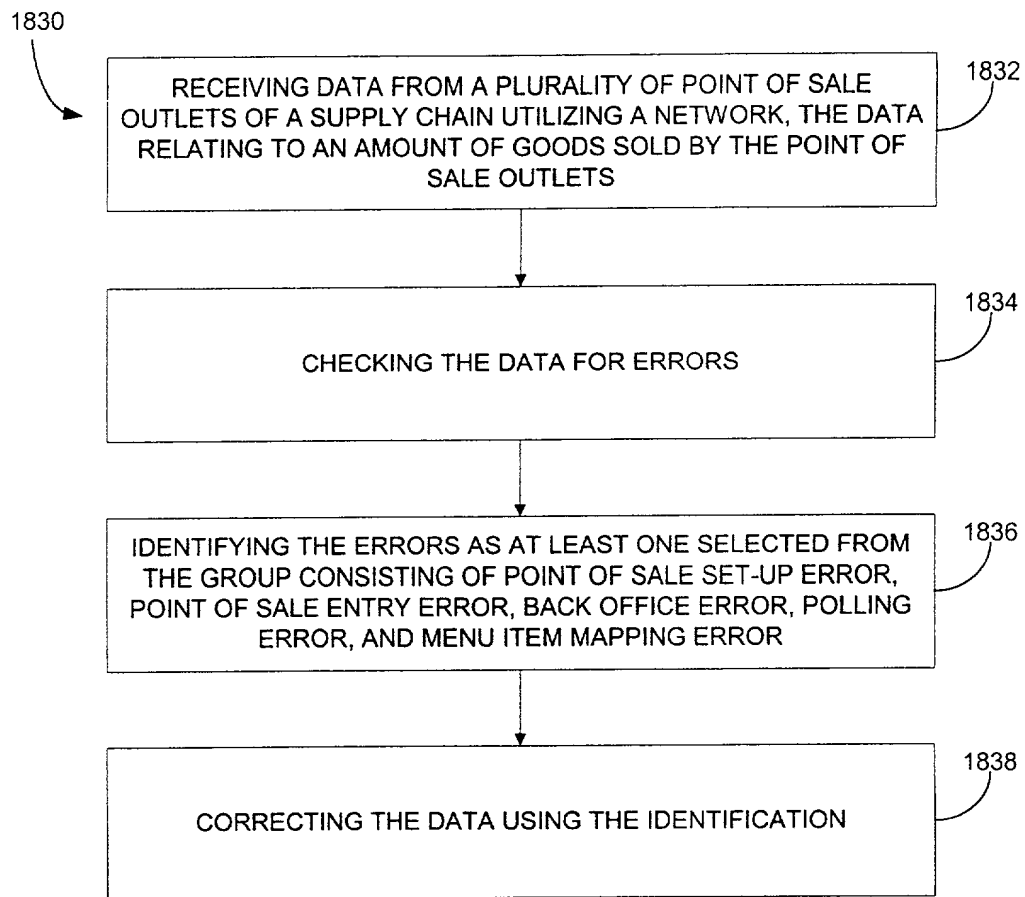 1830
1832
RECEIVING DATA FROM A PLURALITY OF POINT OF SALE
OUTLETS OF A SUPPLY CHAIN UTILIZING A NETWORK, THE DATA
RELATING TO AN AMOUNT OF GOODS SOLD BY THE POINT OF
SALE OUTLETS
1834
CHECKING THE DATA FOR ERRORS
1836
IDENTIFYING THE ERRORS AS AT LEAST ONE SELECTED FROM
THE GROUP CONSISTING OF POINT OF SALE SET-UP ERROR,
POINT OF SALE ENTRY ERROR, BACK OFFICE ERROR, POLLING
ERROR, AND MENU ITEM MAPPING ERROR
1838
CORRECTING THE DATA USING THE IDENTIFICATION